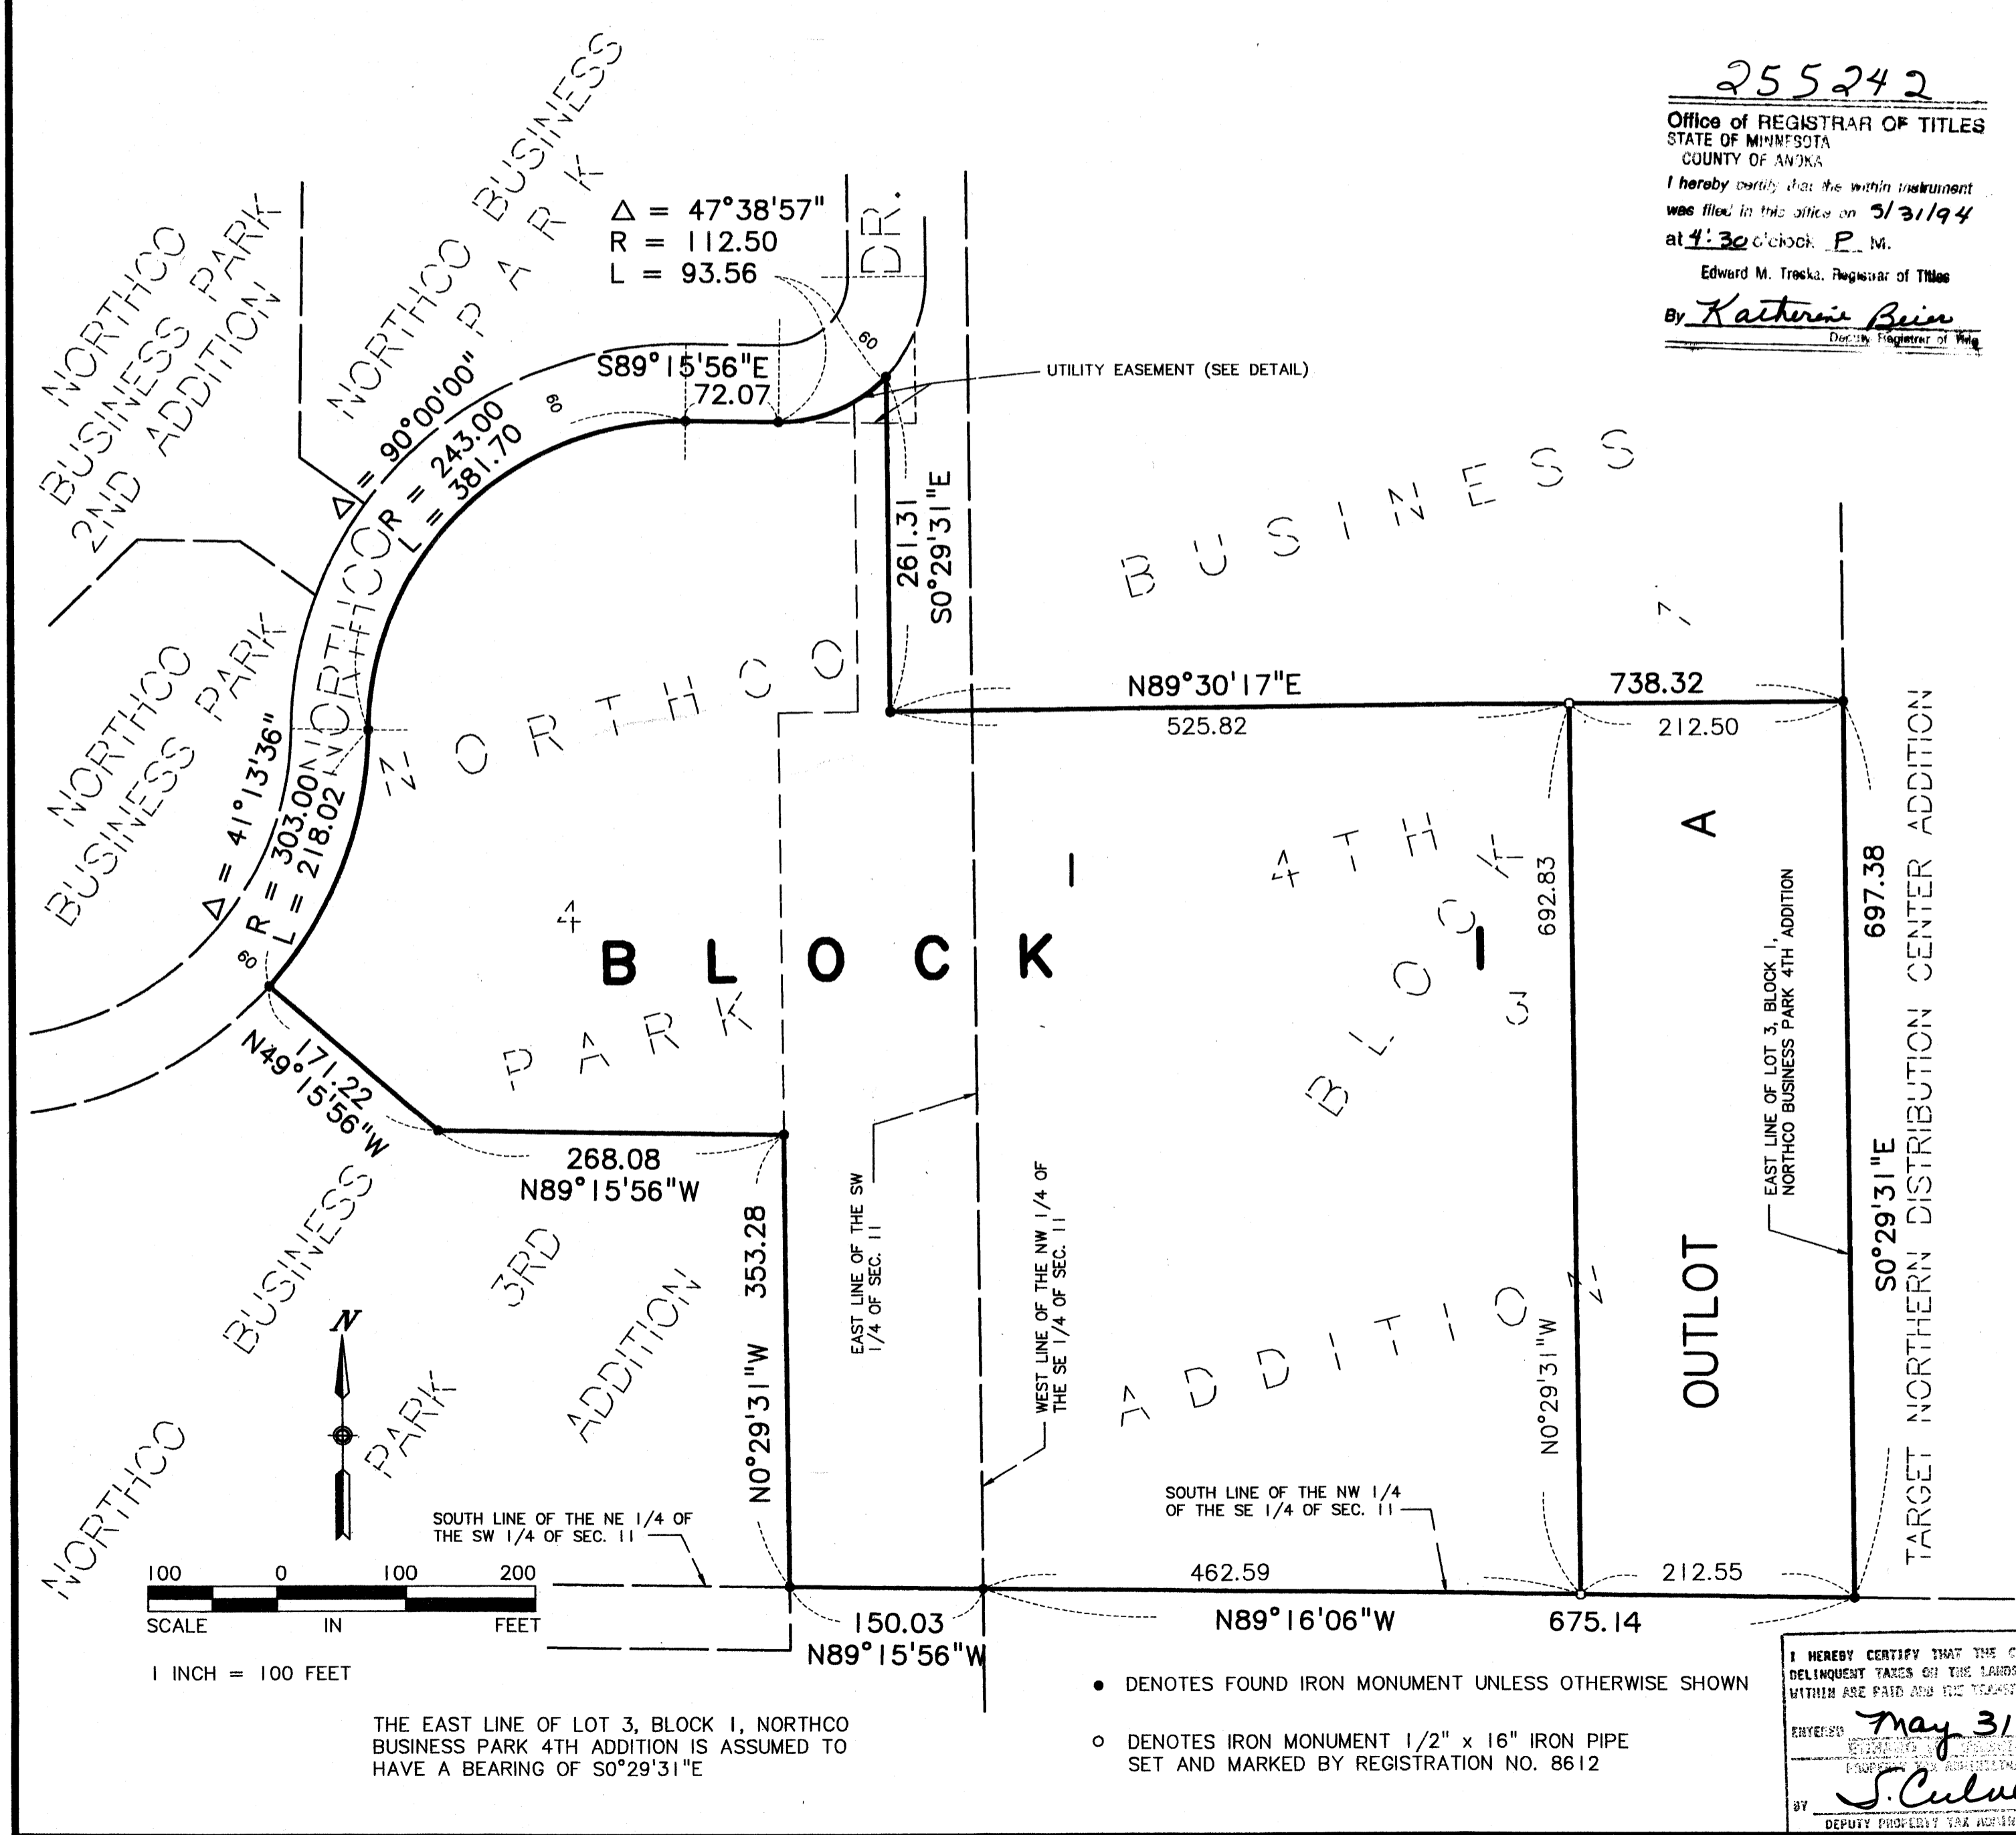 255242
Office of REGISTRAR OF TITLES
STATE OF MINNESOTA
COUNTY OF ANOKA
I hereby certify that the within instrument
was filed in this office on 5/31/94
at 4:30 o'clock P M.
Edward M. Treska, Registrar of Titles
By Katherine Beier
Deputy Registrar of Title
NORTHCO
BUSINESS PARK
2ND ADDITION
NORTHCO BUSINESS
PARK
Δ = 47°38'57"
R = 112.50
L = 93.56
DR.
60
S89°15'56"E
72.07
UTILITY EASEMENT (SEE DETAIL)
Δ = 90°00'00"
R = 243.00
L = 381.70
60
NORTHCO
261.31
S0°29'31"E
BUSINESS
NORTHCO
BUSINESS PARK
NORTHCO
NORTHCO
N89°30'17"E
738.32
525.82
212.50
Δ = 41°13'36"
R = 303.00
L = 218.02
60
4
1
4TH
BLOCK
3
692.83
A
697.38
BLOCK 1
PARK
EAST LINE OF LOT 3, BLOCK 1,
NORTHCO BUSINESS PARK 4TH ADDITION
TARGET NORTHERN DISTRIBUTION CENTER ADDITION
171.22
N49°15'56"W
268.08
N89°15'56"W
353.28
N0°29'31"W
EAST LINE OF THE SW
1/4 OF SEC. 11
WEST LINE OF THE NW 1/4 OF
THE SE 1/4 OF SEC. 11
ADDITION
N0°29'31"W
OUTLOT
S0°29'31"E
NORTHCO
BUSINESS
PARK
3RD
ADDITION
N
SOUTH LINE OF THE NE 1/4 OF
THE SW 1/4 OF SEC. 11
SOUTH LINE OF THE NW 1/4
OF THE SE 1/4 OF SEC. 11
462.59
212.55
150.03
N89°15'56"W
N89°16'06"W
675.14
100 0 100 200
SCALE IN FEET
1 INCH = 100 FEET
THE EAST LINE OF LOT 3, BLOCK 1, NORTHCO
BUSINESS PARK 4TH ADDITION IS ASSUMED TO
HAVE A BEARING OF S0°29'31"E
● DENOTES FOUND IRON MONUMENT UNLESS OTHERWISE SHOWN
○ DENOTES IRON MONUMENT 1/2" x 16" IRON PIPE
SET AND MARKED BY REGISTRATION NO. 8612
I HEREBY CERTIFY THAT THE
DELINQUENT TAXES ON THE LANDS
WITHIN ARE PAID AND THE
ENTERED May 31
PROPERTY TAX
BY
DEPUTY PROPERTY TAX